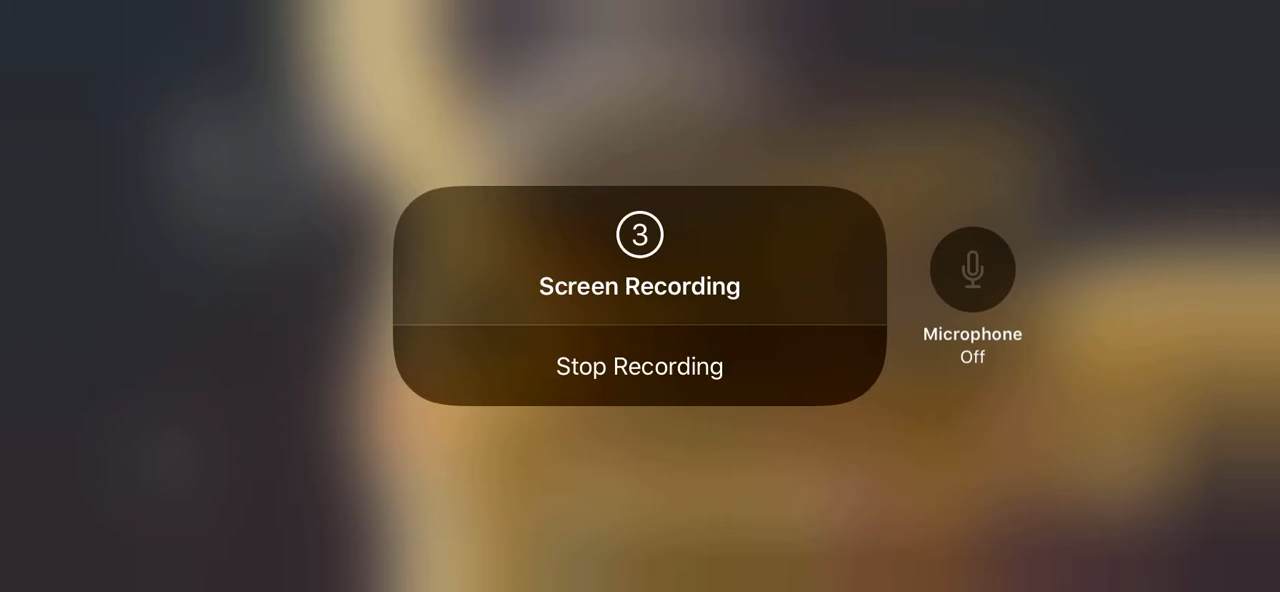 3
Screen Recording
Stop Recording
Microphone
Off